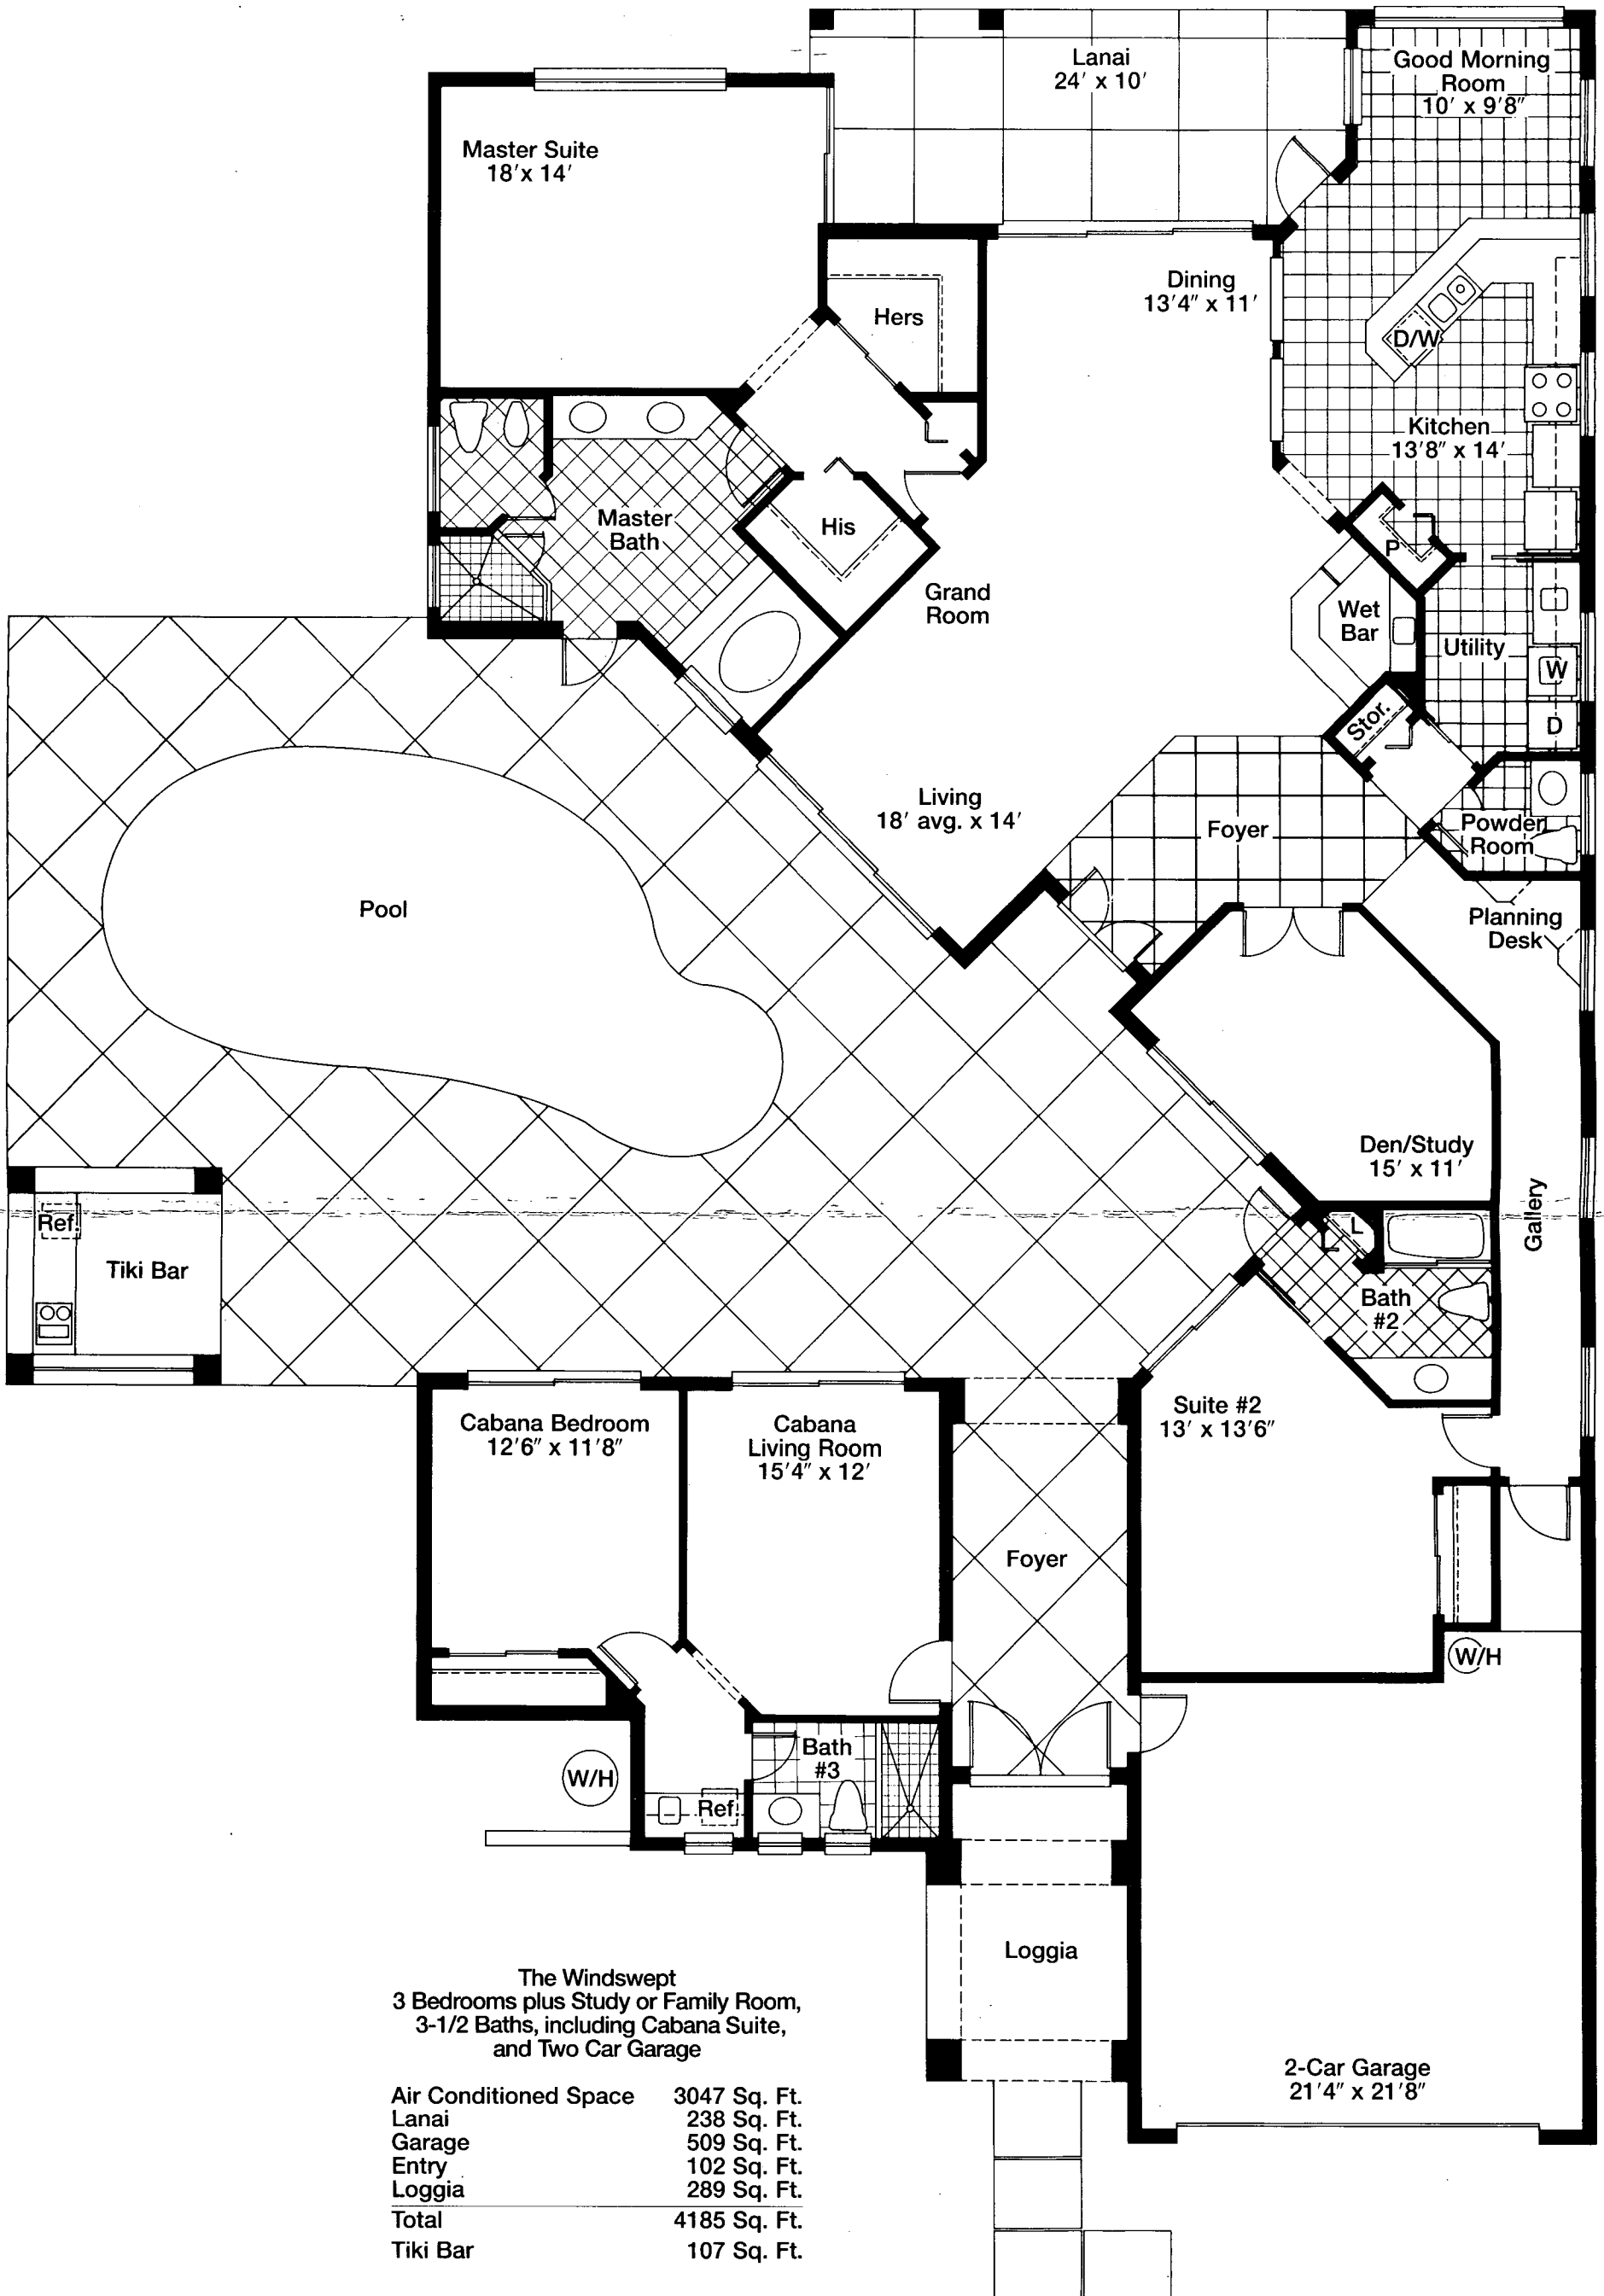 Lanai
24′ x 10′
Good Morning
Room
10′ x 9′8″
Master Suite
18′x 14′
Dining
13′4″ x 11′
Hers
D/W
Kitchen
13′8″ x 14′
Master
Bath
His
P
Grand
Room
Wet
Bar
Utility
W
Stor.
D
Living
18′ avg. x 14′
Foyer
Powder
Room
Pool
Planning
Desk
Den/Study
15′ x 11′
Gallery
Ref.
L
Tiki Bar
Bath
#2
Cabana Bedroom
12′6″ x 11′8″
Cabana
Living Room
15′4″ x 12′
Suite #2
13′ x 13′6″
Foyer
W/H
Bath
#3
W/H
Ref.
Loggia
The Windswept
3 Bedrooms plus Study or Family Room,
3-1/2 Baths, including Cabana Suite,
and Two Car Garage
2-Car Garage
21′4″ x 21′8″
Air Conditioned Space 3047 Sq. Ft.
Lanai 238 Sq. Ft.
Garage 509 Sq. Ft.
Entry 102 Sq. Ft.
Loggia 289 Sq. Ft.
Total 4185 Sq. Ft.
Tiki Bar 107 Sq. Ft.